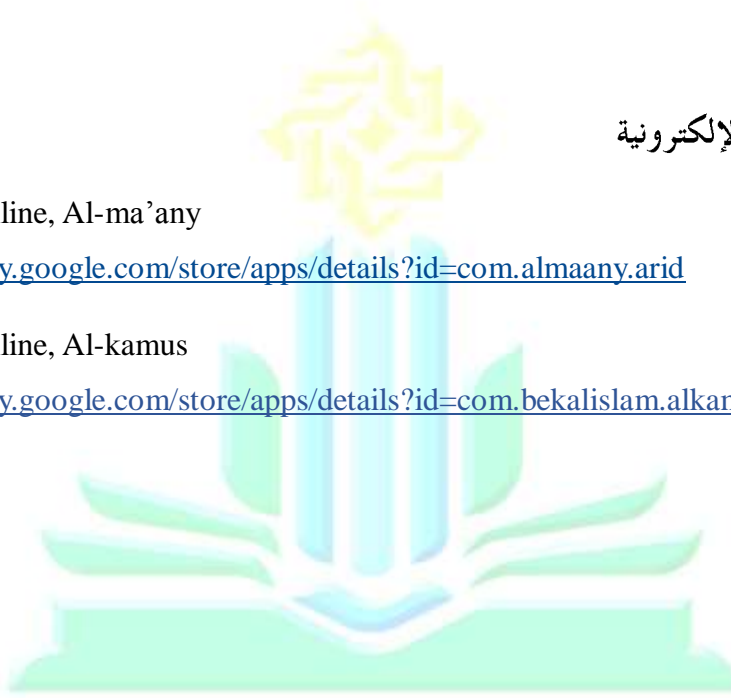 لإلكترونية
line, Al-ma’any
y.google.com/store/apps/details?id=com.almaany.arid
line, Al-kamus
y.google.com/store/apps/details?id=com.bekalislam.alkan